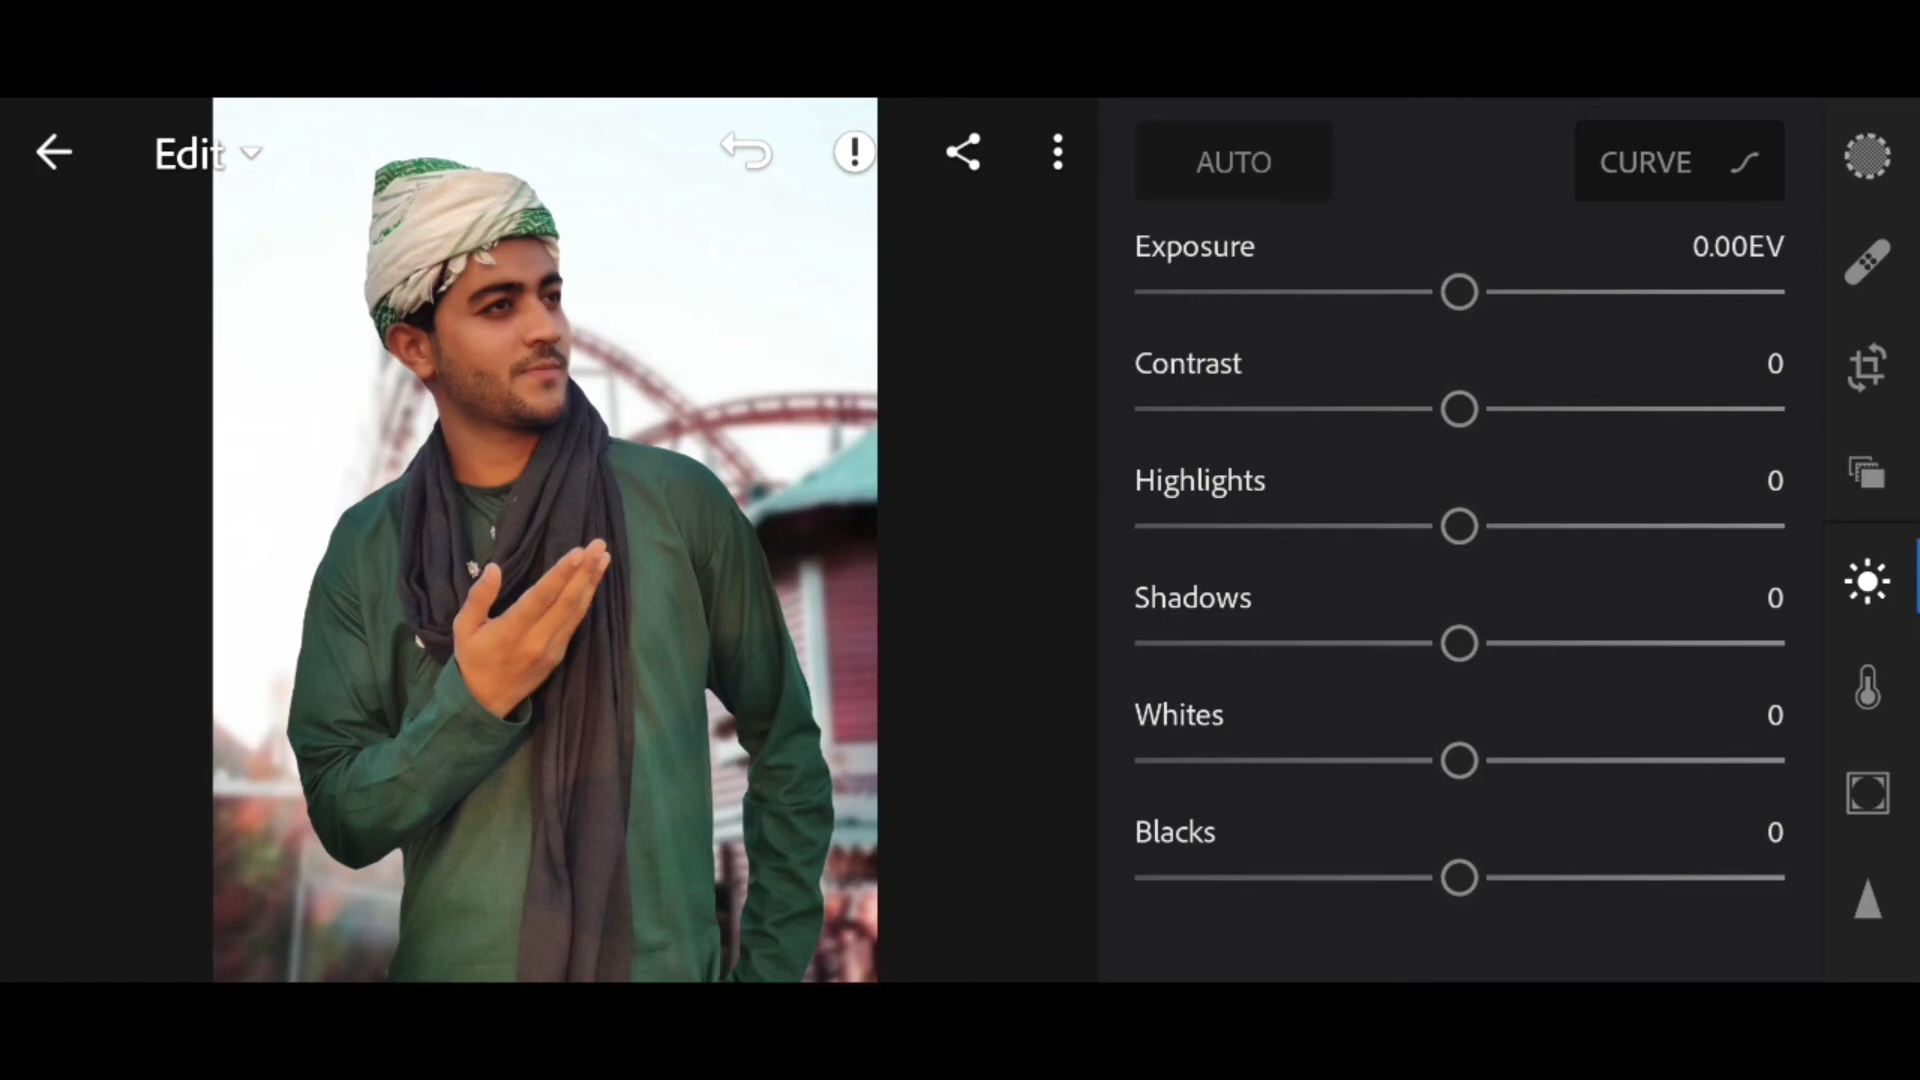 Edit
AUTO
CURVE
Exposure 0.00EV
Contrast 0
Highlights 0
Shadows 0
Whites 0
Blacks 0